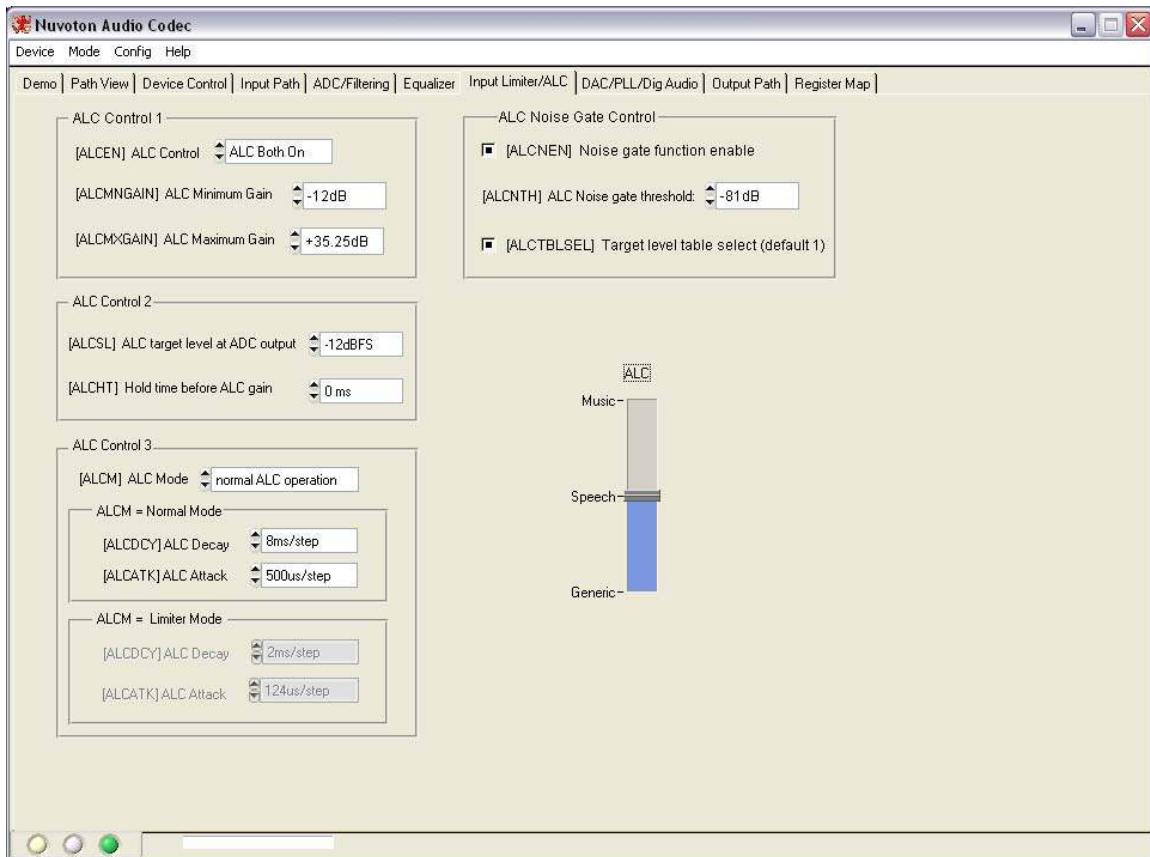 Nuvoton Audio Codec
Device Mode Config Help
Demo Path View Device Control Input Path ADC/Filtering Equalizer Input Limiter/ALC DAC/PLL/Dig Audio Output Path Register Map
ALC Control 1
[ALCEN] ALC Control ALC Both On
[ALCMNGAIN] ALC Minimum Gain -12dB
[ALCMXGAIN] ALC Maximum Gain +35.25dB
ALC Noise Gate Control
[ALCNEN] Noise gate function enable
[ALCNTH] ALC Noise gate threshold: -81dB
[ALCTBLSEL] Target level table select (default 1)
ALC Control 2
[ALCSL] ALC target level at ADC output -12dBFS
[ALCHT] Hold time before ALC gain 0 ms
ALC Control 3
[ALCM] ALC Mode normal ALC operation
ALCM = Normal Mode
[ALCDCY] ALC Decay 8ms/step
[ALCATK] ALC Attack 500us/step
ALCM = Limiter Mode
[ALCDCY] ALC Decay 2ms/step
[ALCATK] ALC Attack 124us/step
ALC
Music
Speech
Generic